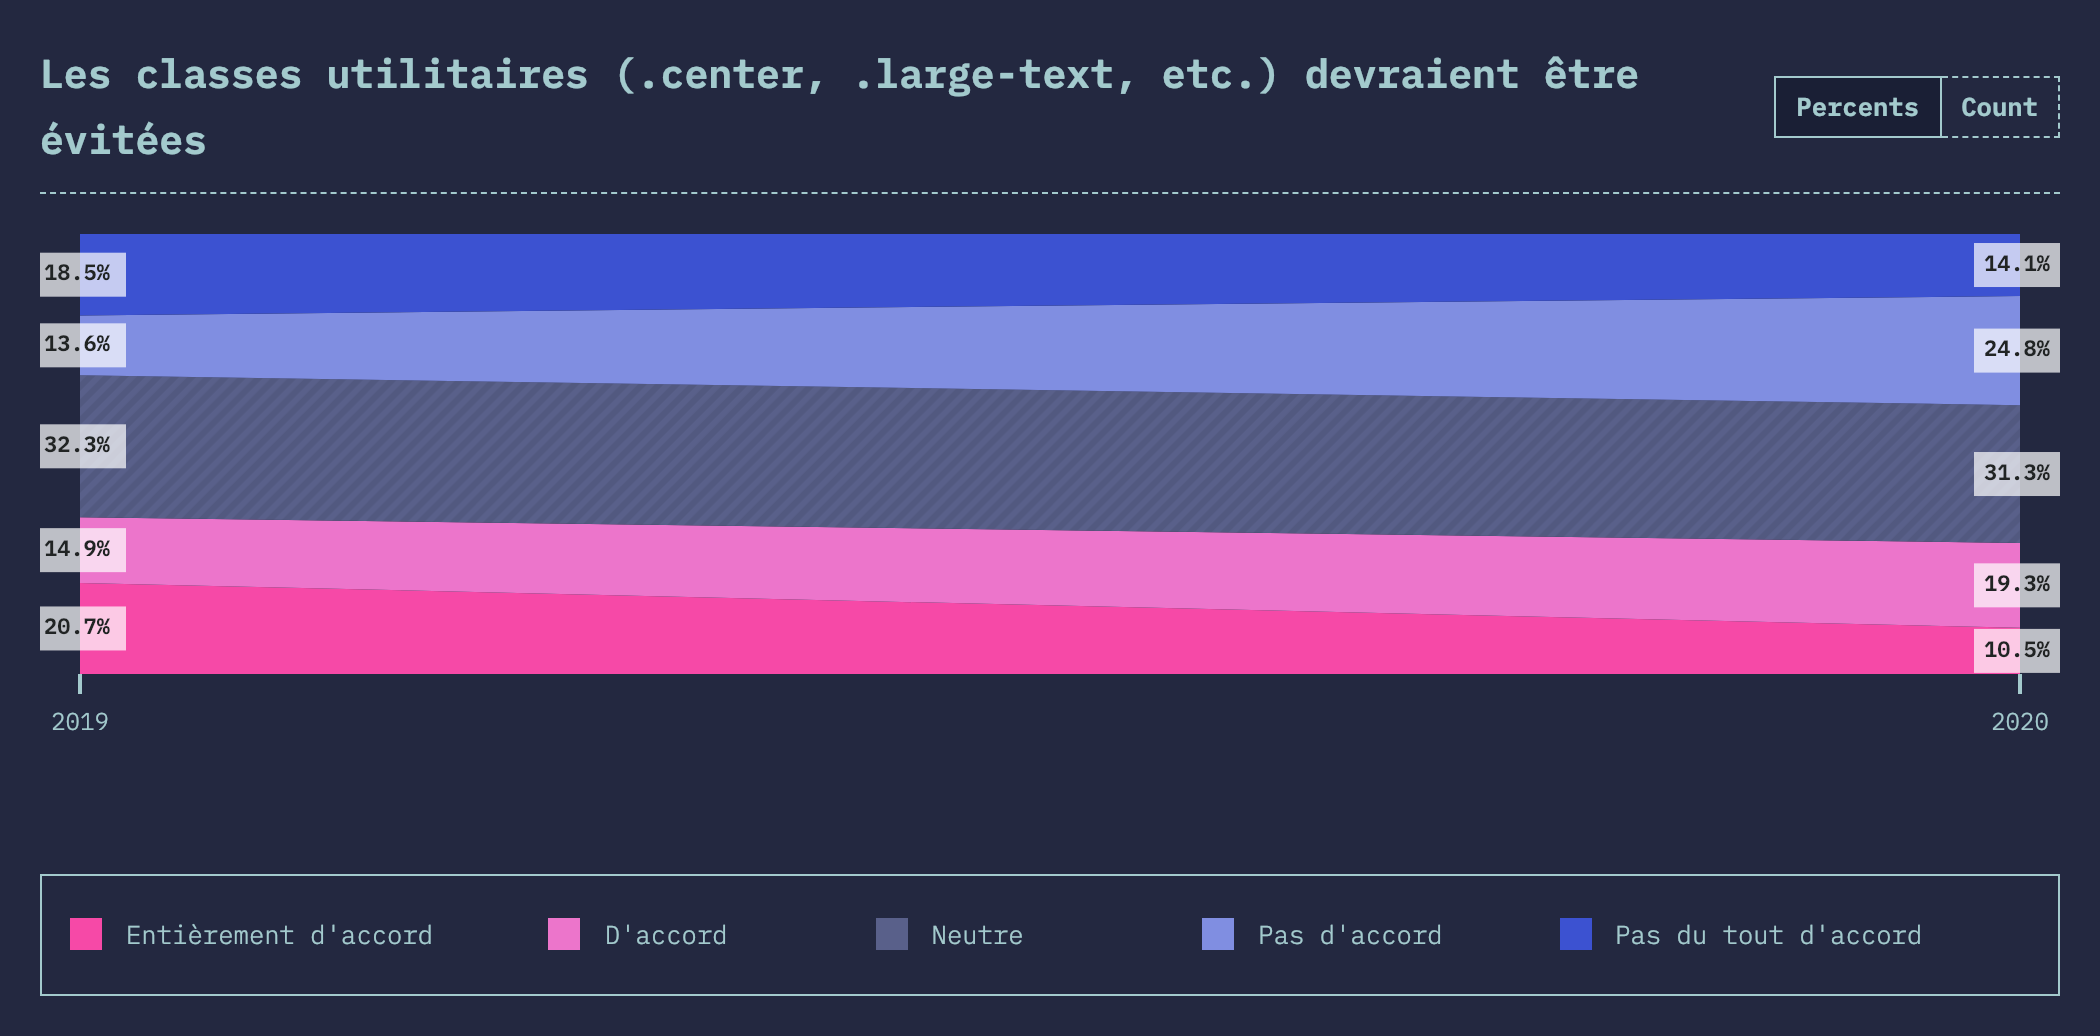 Les classes utilitaires (.center, .large-text, etc.) devraient être
évitées
Percents
Count
18.5%
14.1%
13.6%
24.8%
32.3%
31.3%
14.9%
19.3%
20.7%
10.5%
2019
2020
Entièrement d'accord
D'accord
Neutre
Pas d'accord
Pas du tout d'accord